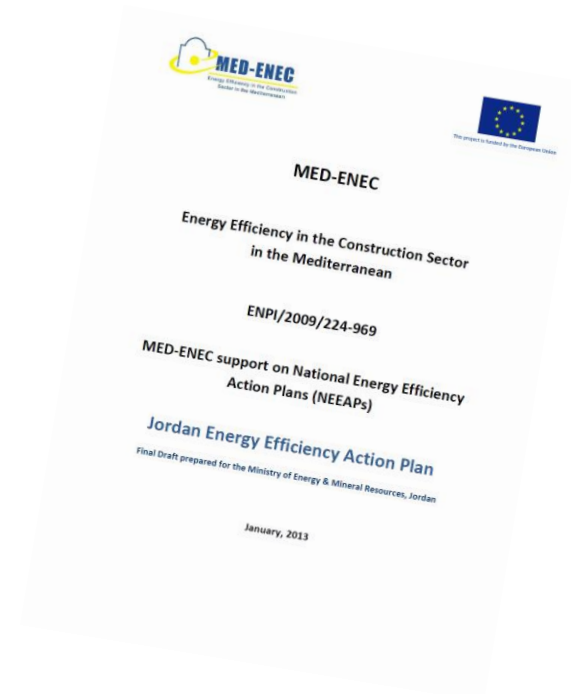 MED-ENEC
Energy Efficiency in the Construction
Sector in the Mediterranean
This project is funded by the European Union
MED-ENEC
Energy Efficiency in the Construction Sector
in the Mediterranean
ENPI/2009/224-969
MED-ENEC support on National Energy Efficiency
Action Plans (NEEAPs)
Jordan Energy Efficiency Action Plan
Final Draft prepared for the Ministry of Energy & Mineral Resources, Jordan
January, 2013